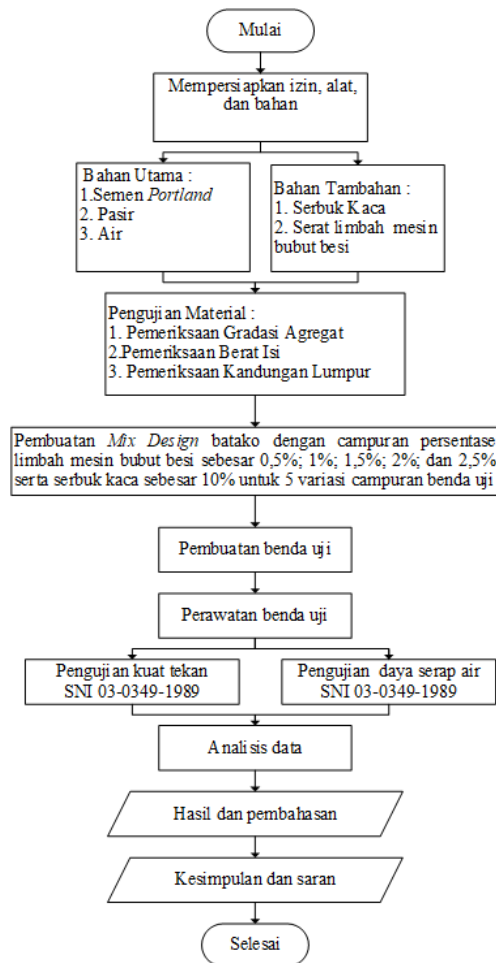 Mulai
Mempersiapkan izin, alat,
dan bahan
Bahan Utama :
1.Semen Portland
2. Pasir
3. Air
Bahan Tambahan :
1. Serbuk Kaca
2. Serat limbah mesin
bubut besi
Pengujian Material :
1. Pemeriksaan Gradasi Agregat
2.Pemeriksaan Berat Isi
3. Pemeriksaan Kandungan Lumpur
Pembuatan Mix Design batako dengan campuran persentase
limbah mesin bubut besi sebesar 0,5%; 1%; 1,5%; 2%; dan 2,5%
serta serbuk kaca sebesar 10% untuk 5 variasi campuran benda uji
Pembuatan benda uji
Perawatan benda uji
Pengujian kuat tekan
SNI 03-0349-1989
Pengujian daya serap air
SNI 03-0349-1989
Analisis data
Hasil dan pembahasan
Kesimpulan dan saran
Selesai